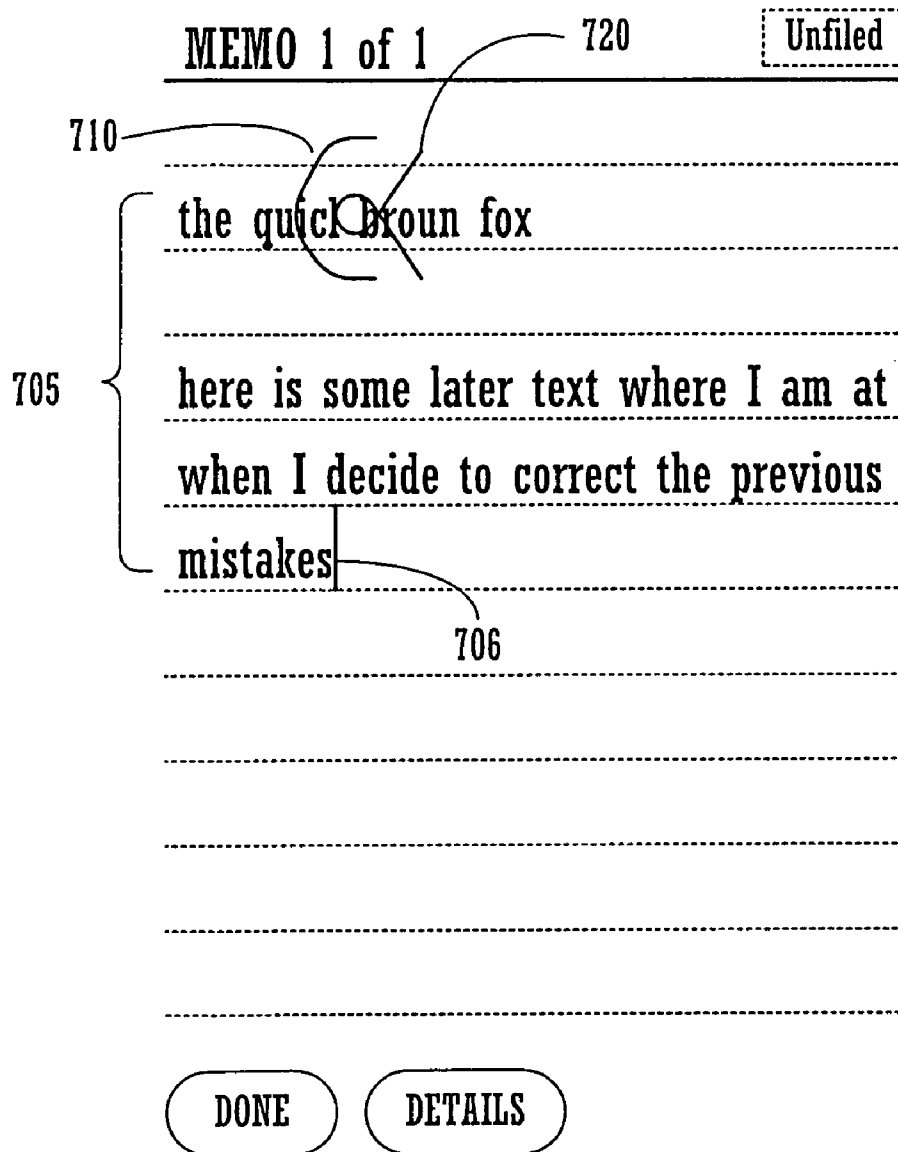 MEMO 1 of 1
720
Unfiled
710
the quick broun fox
705
here is some later text where I am at
when I decide to correct the previous
mistakes
706
DONE
DETAILS